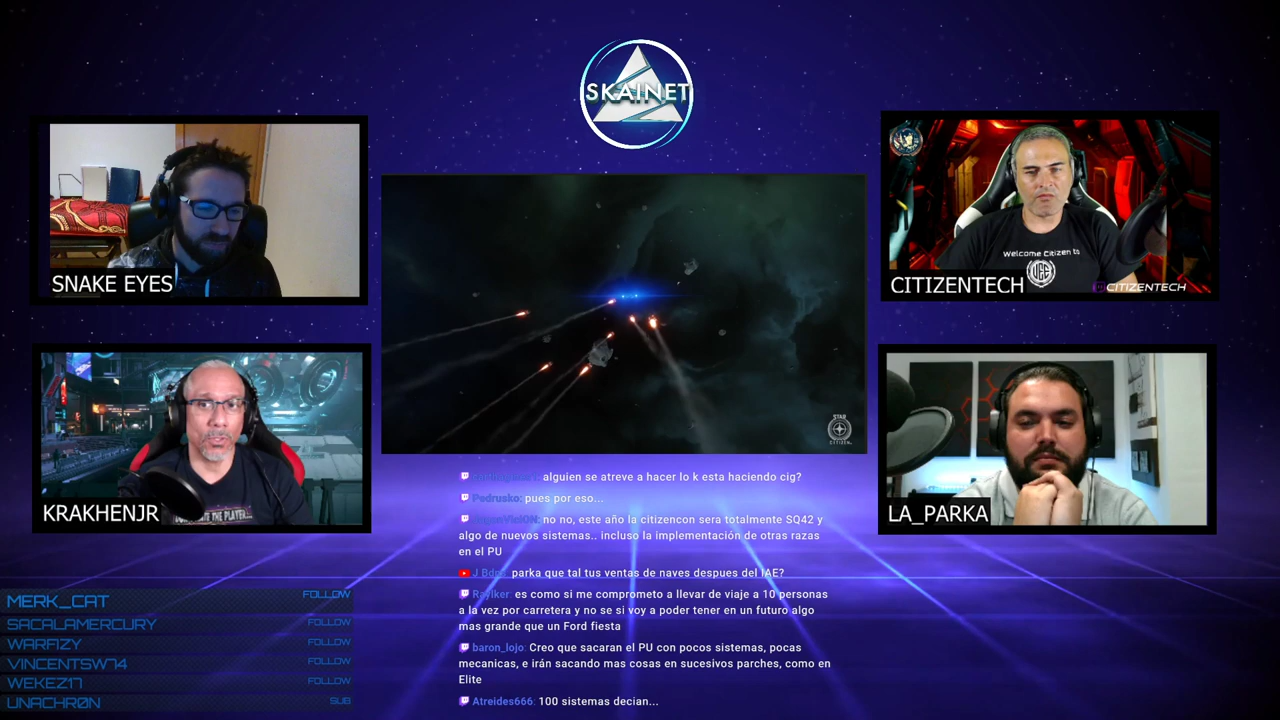 SKAINET
SNAKE EYES
Welcome Citizen to
UEE
CITIZENTECH
CITIZENTECH
STAR
CITIZEN
KRAKHENJR
THE PLAYER...
LA_PARKA
alguien se atreve a hacer lo k esta haciendo cig?
Pedrusko: pues por eso...
no no, este año la citizencon sera totalmente SQ42 y
algo de nuevos sistemas.. incluso la implementación de otras razas
en el PU
J parka que tal tus ventas de naves despues del IAE?
es como si me comprometo a llevar de viaje a 10 personas
a la vez por carretera y no se si voy a poder tener en un futuro algo
mas grande que un Ford fiesta
baron_lojo: Creo que sacaran el PU con pocos sistemas, pocas
mecanicas, e irán sacando mas cosas en sucesivos parches, como en
Elite
Atreides666: 100 sistemas decian...
MERK_CAT FOLLOW
SACALAMERCURY FOLLOW
WARFIZY FOLLOW
VINCENTSW74 FOLLOW
WEKEZ17 FOLLOW
UNACHR0N SUB